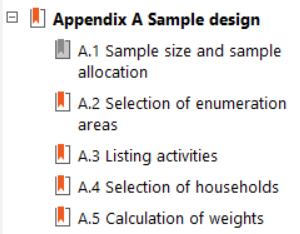 Appendix A Sample design
A.1 Sample size and sample
allocation
A.2 Selection of enumeration
areas
A.3 Listing activities
A.4 Selection of households
A.5 Calculation of weights